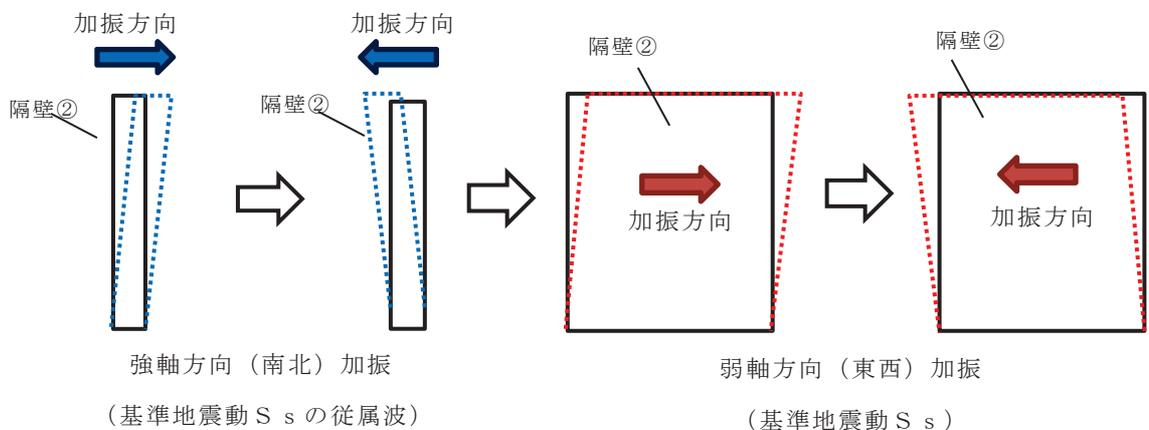 加振方向
加振方向
隔壁②
隔壁②
隔壁②
隔壁②
加振方向
加振方向
強軸方向（南北）加振
（基準地震動Ｓｓの従属波）
弱軸方向（東西）加振
（基準地震動Ｓｓ）